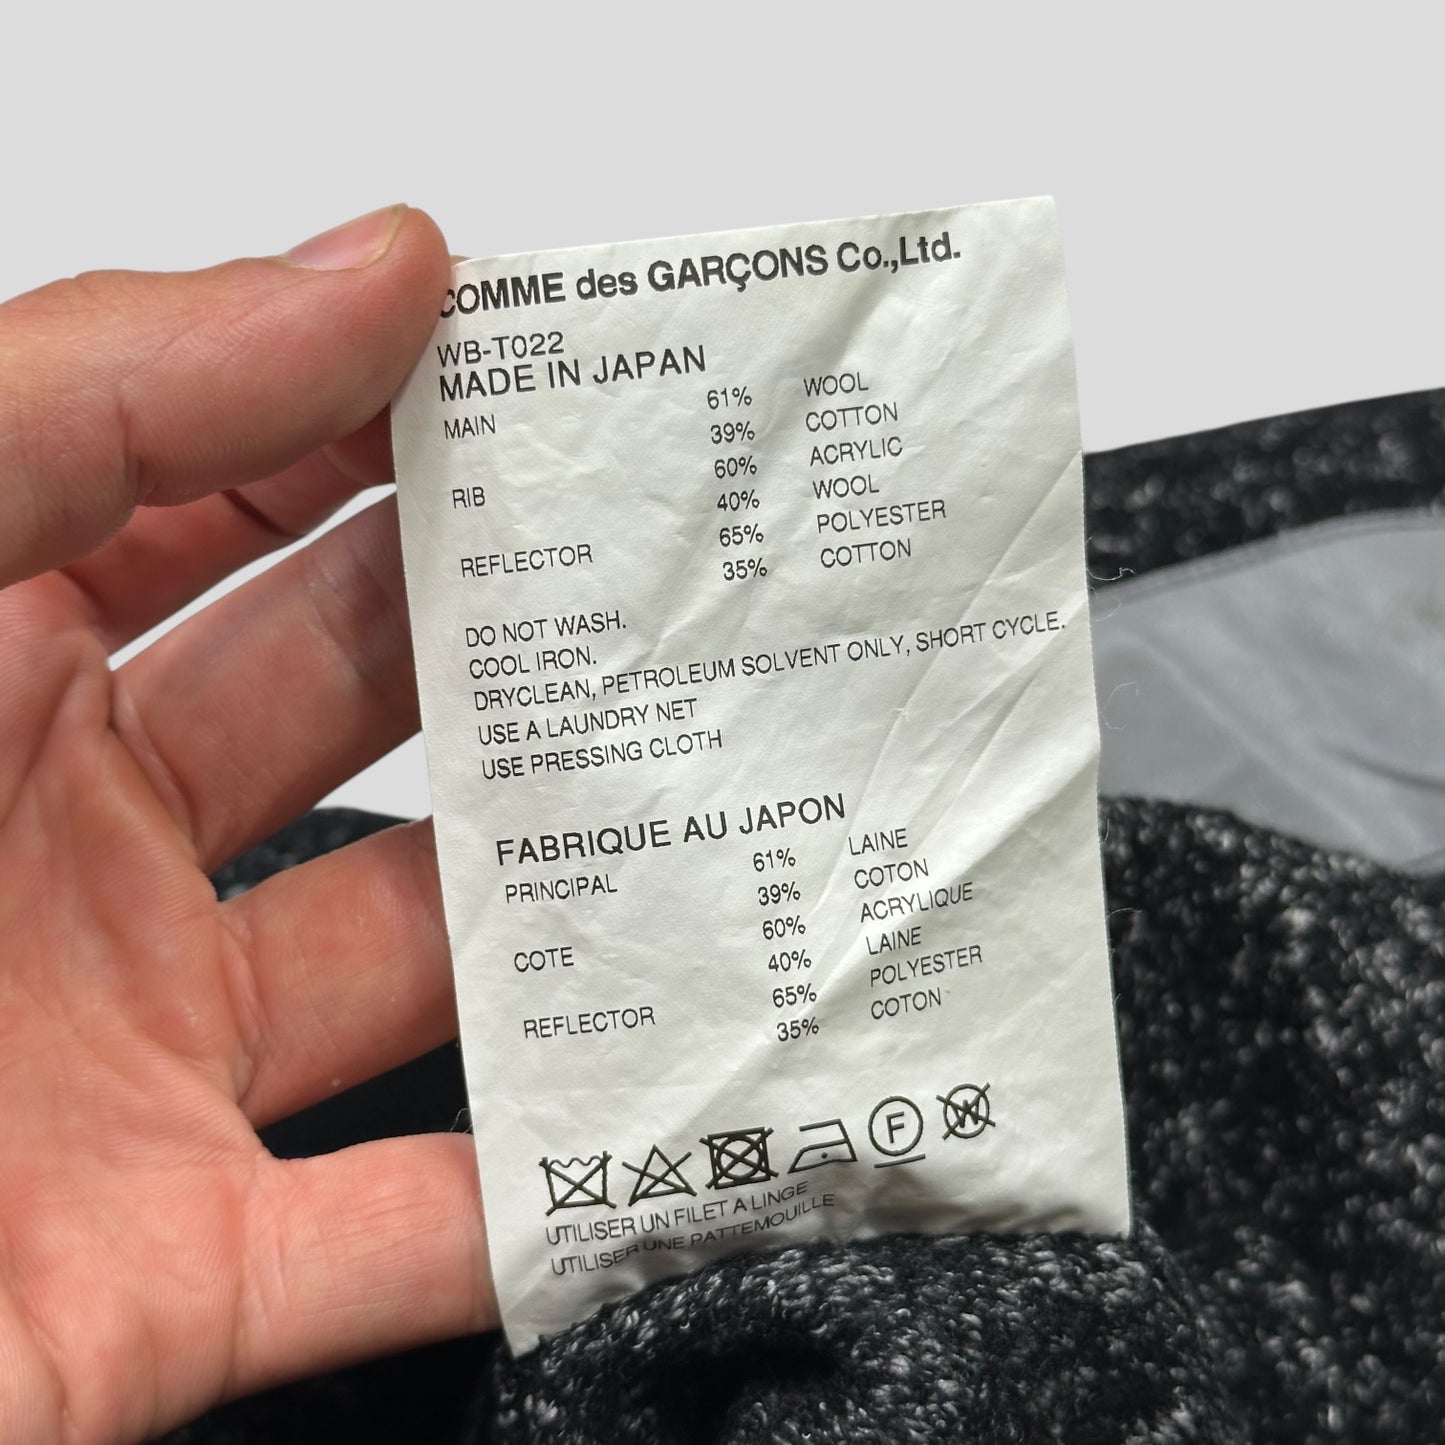 COMME des GARÇONS Co.,Ltd.
WB-T022
MADE IN JAPAN
MAIN 61% WOOL
39% COTTON
RIB 60% ACRYLIC
40% WOOL
REFLECTOR 65% POLYESTER
35% COTTON
DO NOT WASH.
COOL IRON.
DRYCLEAN, PETROLEUM SOLVENT ONLY, SHORT CYCLE.
USE A LAUNDRY NET
USE PRESSING CLOTH
FABRIQUE AU JAPON
PRINCIPAL 61% LAINE
39% COTON
COTE 60% ACRYLIQUE
40% LAINE
REFLECTOR 65% POLYESTER
35% COTON
F W
UTILISER UN FILET A LINGE
UTILISER UNE PATTEMOUILLE